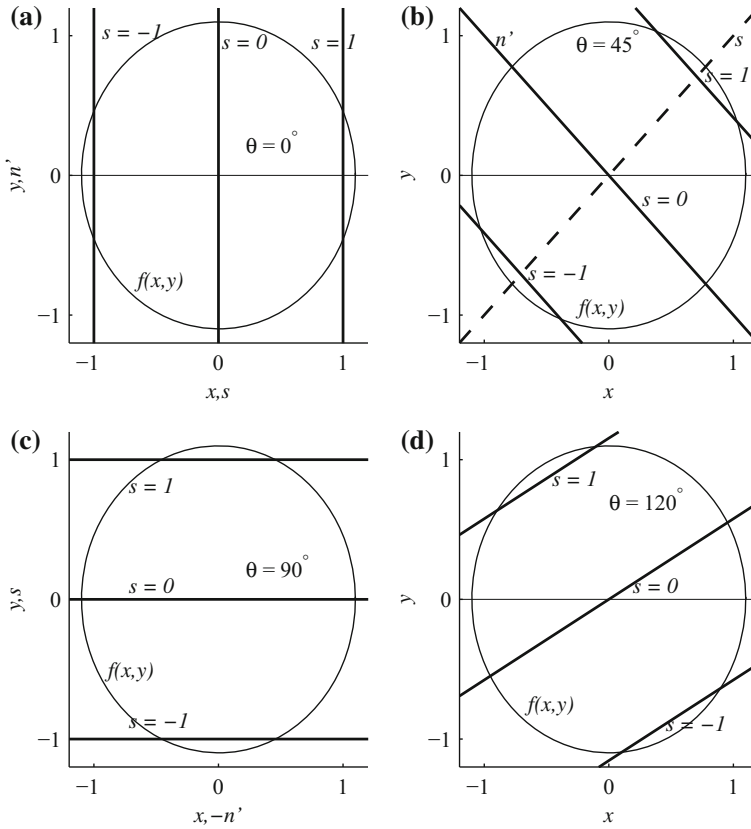 (a)
s = −1
s = 0
s = 1
1
y,n'
θ = 0°
0
f(x,y)
−1
−1 0 1
x,s
(b)
n'
θ = 45°
s
s = 1
1
y
0
s = 0
s = −1
f(x,y)
−1
−1 0 1
x
(c)
1
s = 1
y,s
s = 0
θ = 90°
0
f(x,y)
s = −1
−1
−1 0 1
x,−n'
(d)
1
s = 1
θ = 120°
y
0
s = 0
f(x,y)
s = −1
−1
−1 0 1
x